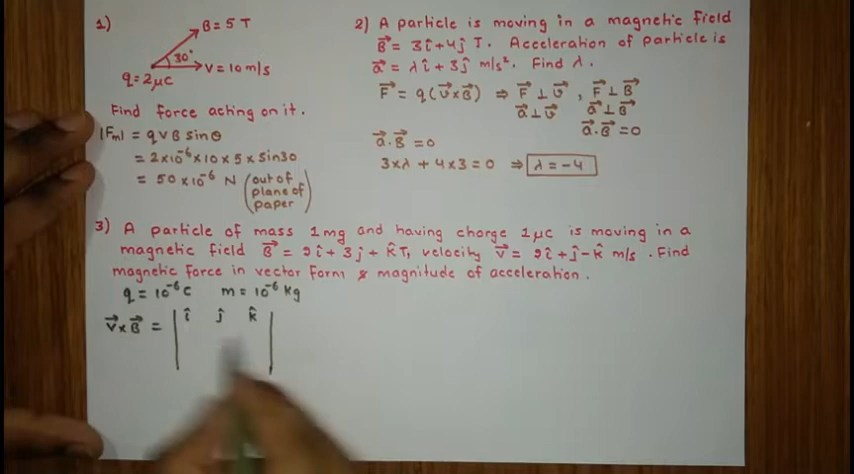 1)
B = 5 T
30°
V = 10 m/s
q = 2μC
Find force acting on it.
|Fm| = q v B sinθ
= 2×10⁻⁶ × 10 × 5 × sin30
= 50 × 10⁻⁶ N (out of plane of paper)
2) A particle is moving in a magnetic field
B⃗ = 3î + 4ĵ T. Acceleration of particle is
a⃗ = λî + 3ĵ m/s². Find λ.
F⃗ = q(v⃗×B⃗) ⇒ F⃗ ⊥ v⃗ , F⃗ ⊥ B⃗
a⃗ ⊥ v⃗ a⃗ ⊥ B⃗
a⃗.B⃗ = 0
a⃗.B⃗ = 0
3×λ + 4×3 = 0 ⇒ λ = -4
3) A particle of mass 1mg and having charge 1μc is moving in a
magnetic field B⃗ = 2î + 3ĵ + k̂ T, velocity v⃗ = 2î + ĵ - k̂ m/s. Find
magnetic force in vector form & magnitude of acceleration.
q = 10⁻⁶ C m = 10⁻⁶ kg
V⃗ × B⃗ = | î ĵ k̂ |